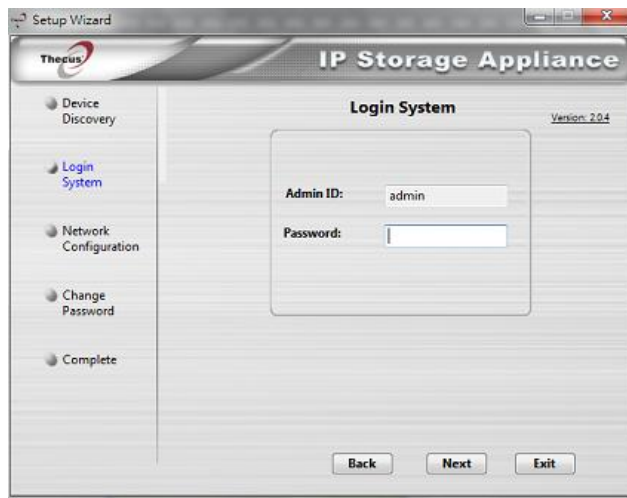 Setup Wizard
Thecus
IP Storage Appliance
Device
Discovery
Login
System
Network
Configuration
Change
Password
Complete
Login System
Version: 2.0.4
Admin ID:
admin
Password:
Back
Next
Exit